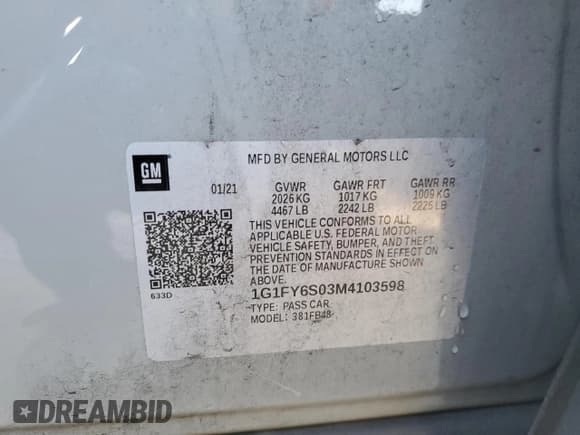 MFD BY GENERAL MOTORS LLC
GM
01/21 GVWR GAWR FRT GAWR RR
2026 KG 1017 KG 1009 KG
4467 LB 2242 LB 2225 LB
THIS VEHICLE CONFORMS TO ALL
APPLICABLE U.S. FEDERAL MOTOR
VEHICLE SAFETY, BUMPER, AND THEFT
PREVENTION STANDARDS IN EFFECT ON
THE DATE OF MANUFACTURE SHOWN
ABOVE.
633D
1G1FY6S03M4103598
TYPE: PASS CAR
MODEL: 381FB48
DREAMBID